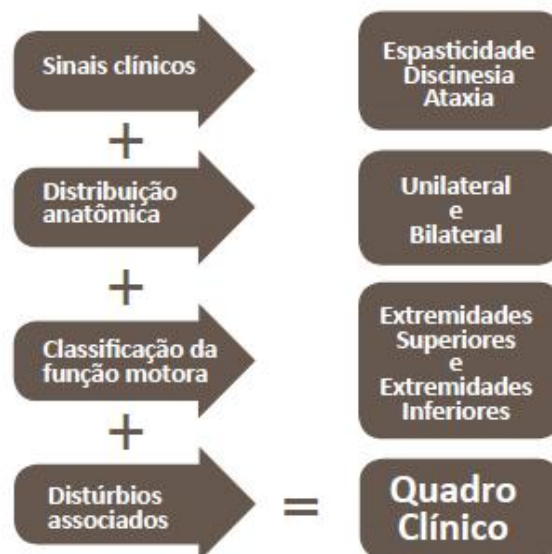 Sinais clínicos
Espasticidade
Discinesia
Ataxia
+
Distribuição
anatômica
Unilateral
e
Bilateral
+
Classificação da
função motora
Extremidades
Superiores
e
Extremidades
Inferiores
+
Distúrbios
associados
=
Quadro
Clínico